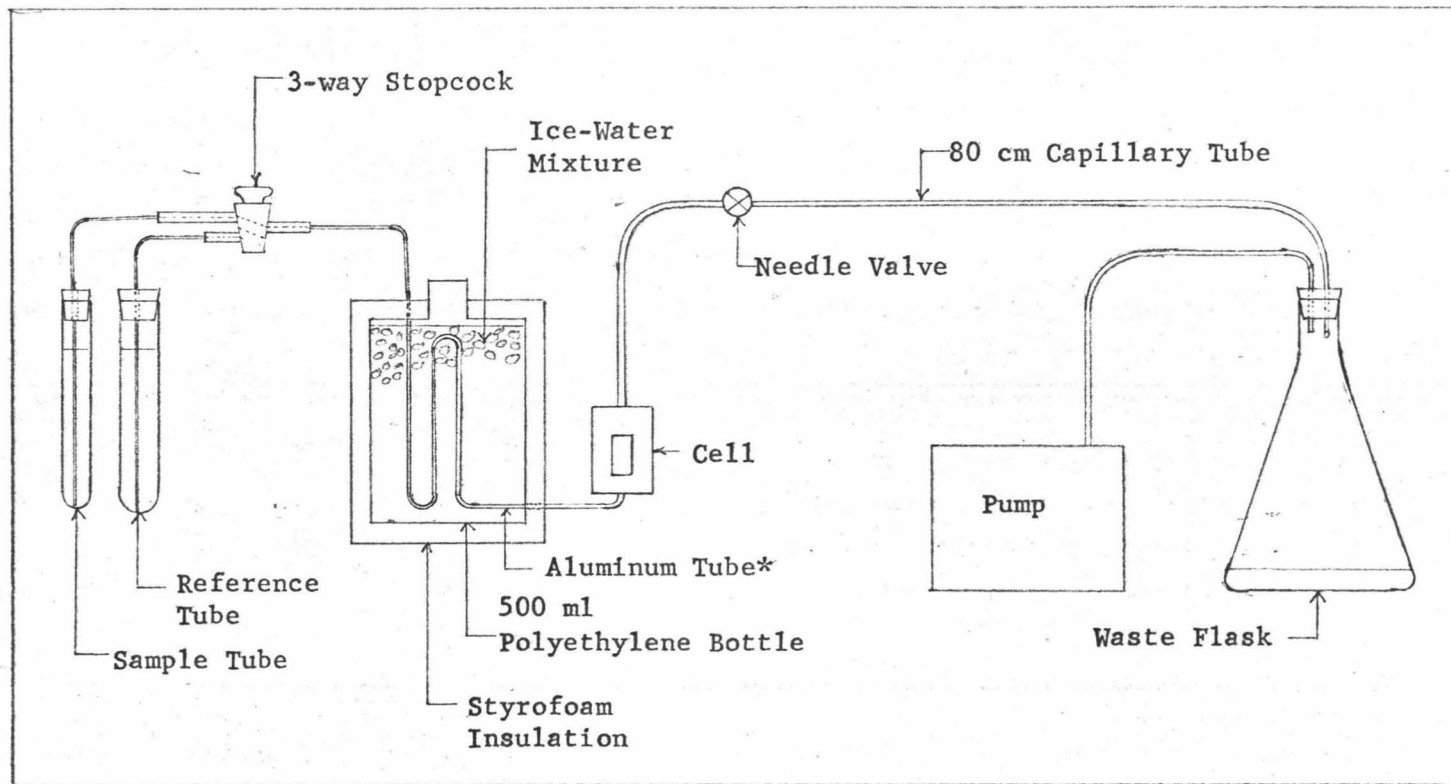 3-way Stopcock
Ice-Water
Mixture
80 cm Capillary Tube
Needle Valve
Cell
Pump
Aluminum Tube*
500 ml
Polyethylene Bottle
Reference
Tube
Sample Tube
Waste Flask
Styrofoam
Insulation